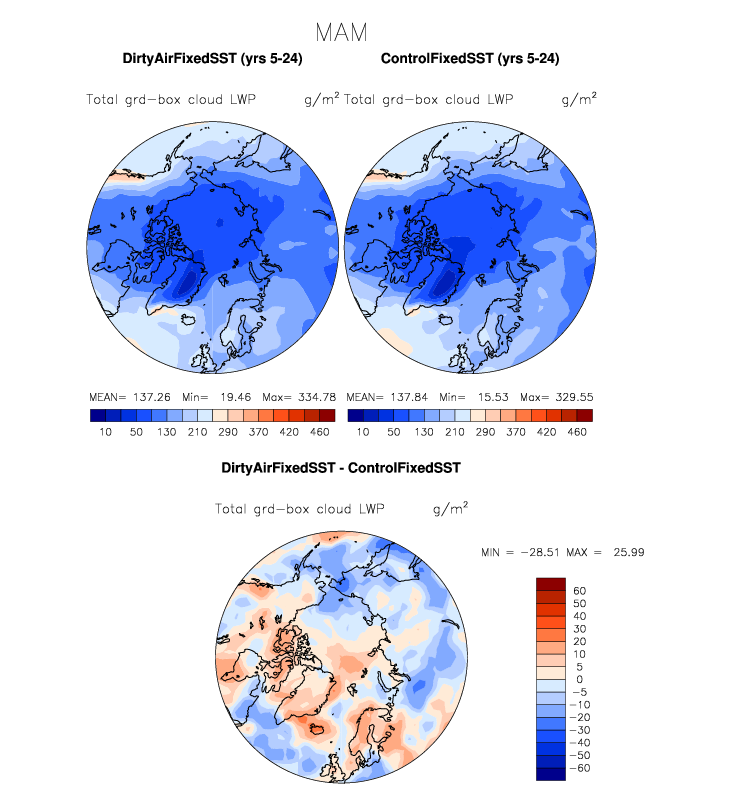 MAM
DirtyAirFixedSST (yrs 5-24) ControlFixedSST (yrs 5-24)
Total grd-box cloud LWP g/m² Total grd-box cloud LWP g/m²
MEAN= 137.26 Min= 19.46 Max= 334.78 MEAN= 137.84 Min= 15.53 Max= 329.55
10 50 130 210 290 370 420 460 10 50 130 210 290 370 420 460
DirtyAirFixedSST - ControlFixedSST
Total grd-box cloud LWP g/m²
MIN = -28.51 MAX = 25.99
60
50
40
30
20
10
5
0
-5
-10
-20
-30
-40
-50
-60